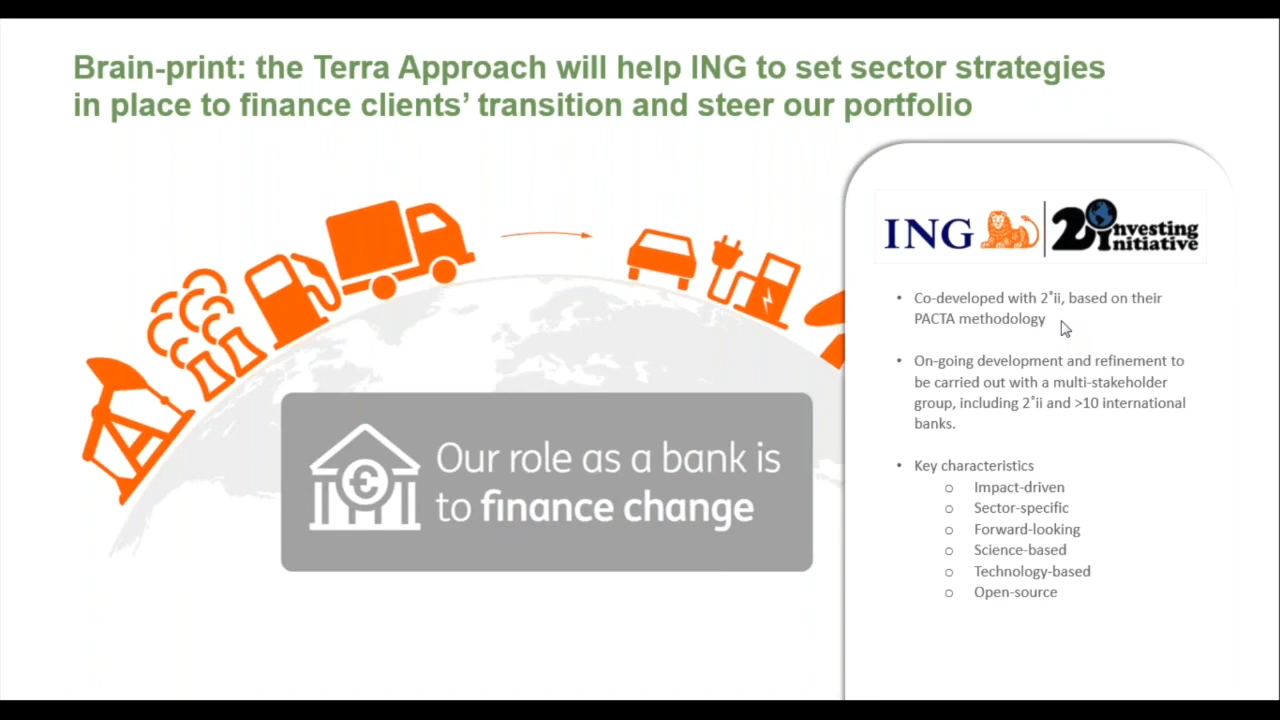 Brain-print: the Terra Approach will help ING to set sector strategies
in place to finance clients’ transition and steer our portfolio
Our role as a bank is
to finance change
ING
2° investing
initiative
• Co-developed with 2˚ii, based on their
PACTA methodology
• On-going development and refinement to
be carried out with a multi-stakeholder
group, including 2˚ii and >10 international
banks.
• Key characteristics
o Impact-driven
o Sector-specific
o Forward-looking
o Science-based
o Technology-based
o Open-source